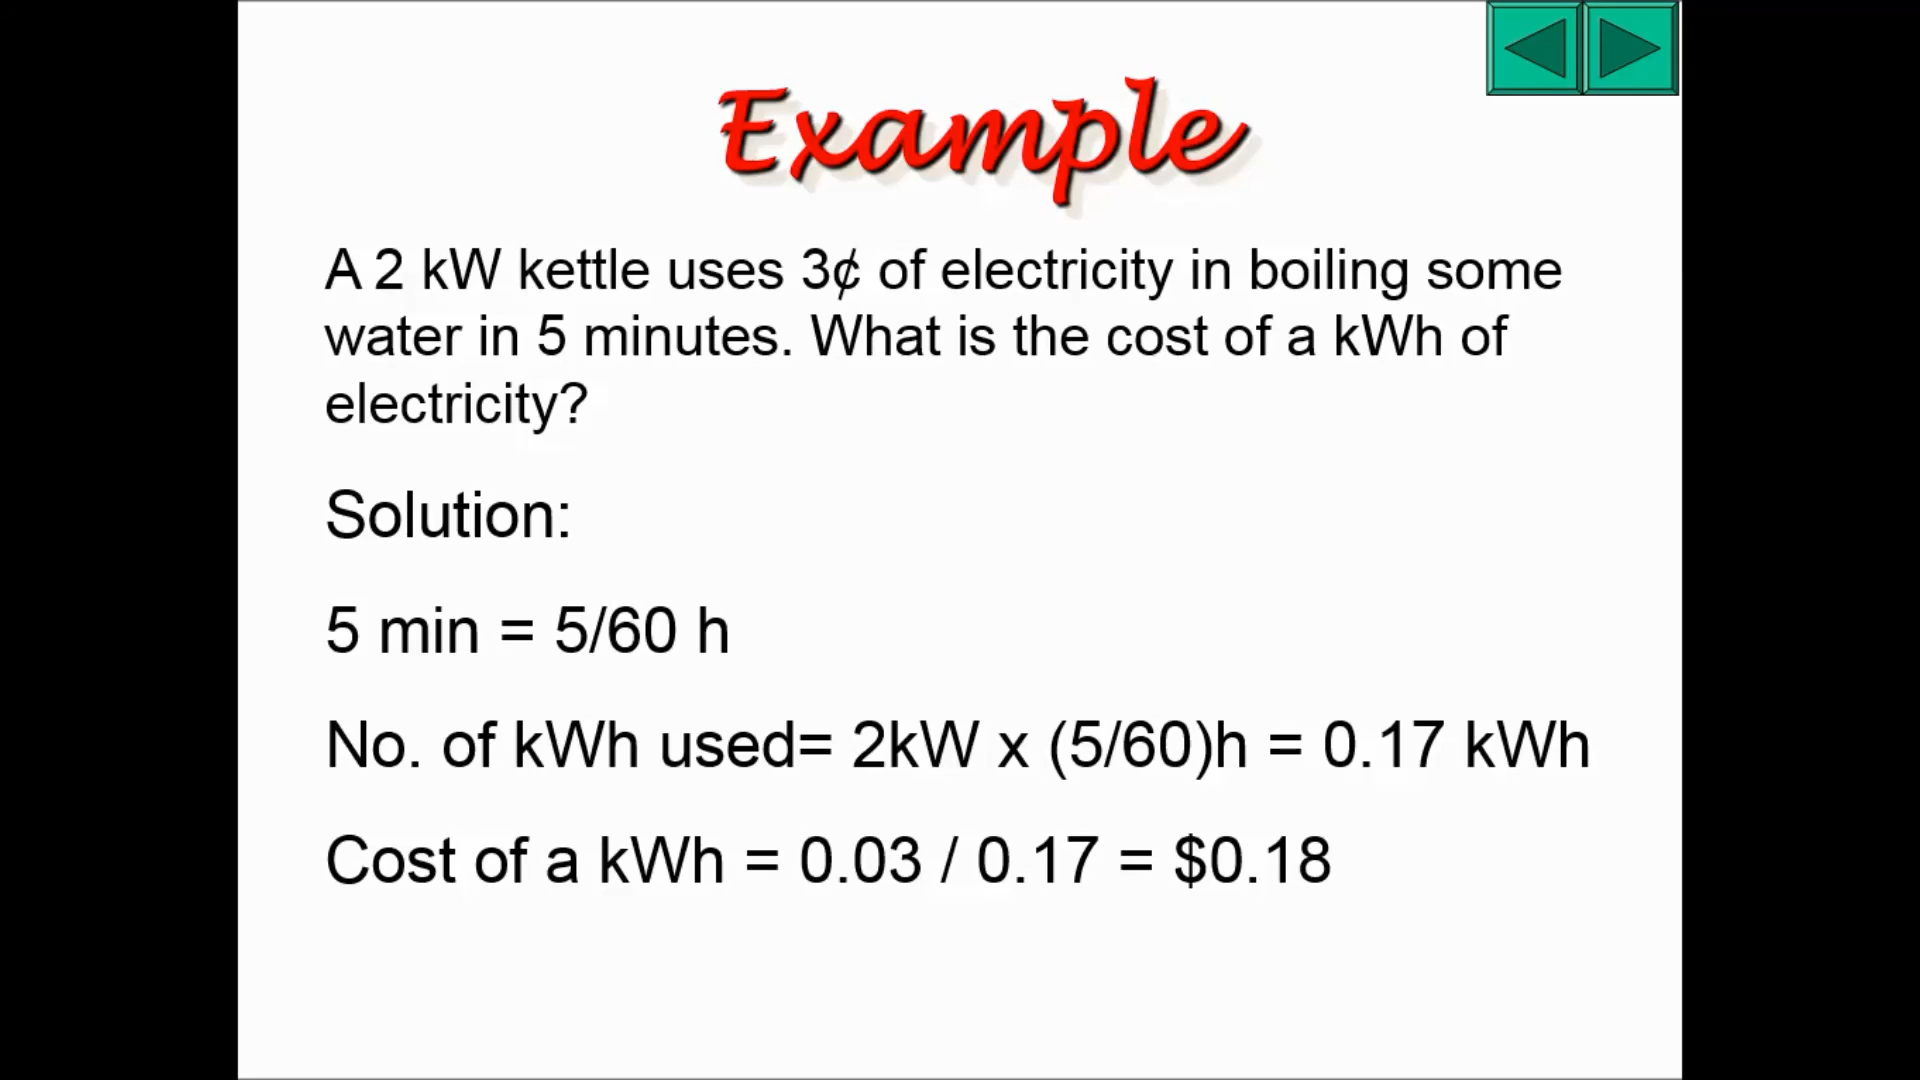 Example
A 2 kW kettle uses 3¢ of electricity in boiling some
water in 5 minutes. What is the cost of a kWh of
electricity?
Solution:
5 min = 5/60 h
No. of kWh used= 2kW x (5/60)h = 0.17 kWh
Cost of a kWh = 0.03 / 0.17 = $0.18